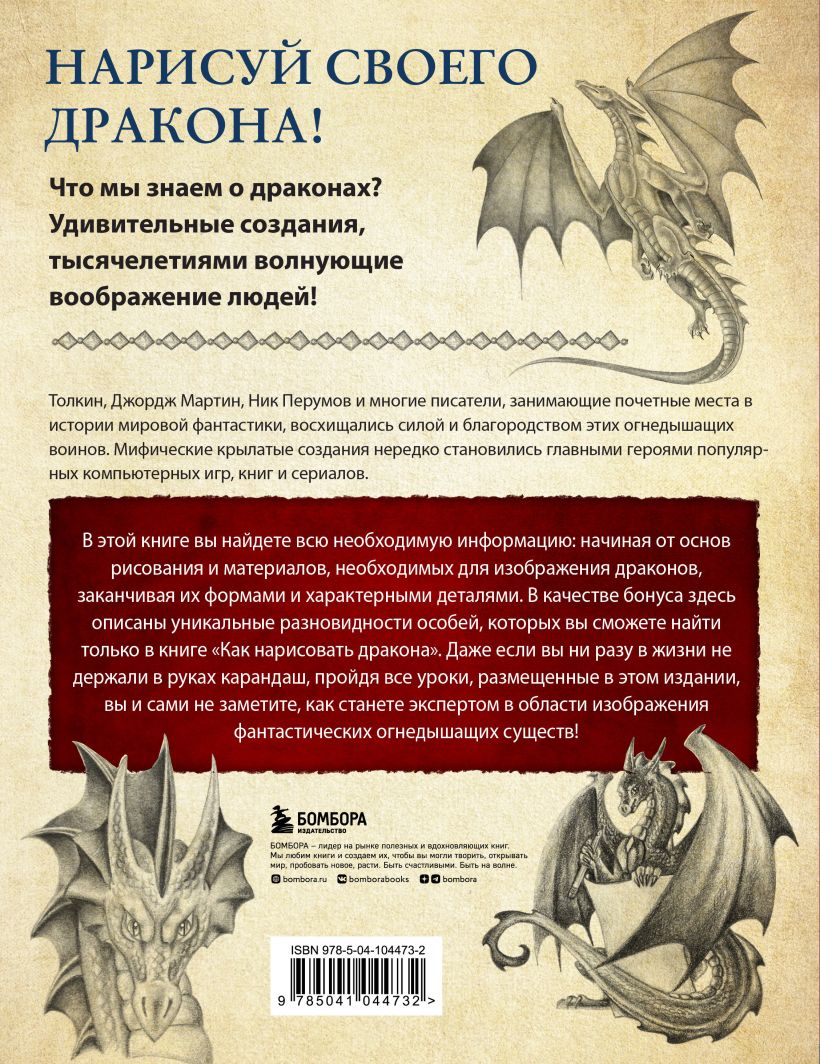 НАРИСУЙ СВОЕГО
ДРАКОНА!
Что мы знаем о драконах?
Удивительные создания,
тысячелетиями волнующие
воображение людей!
Толкин, Джордж Мартин, Ник Перумов и многие писатели, занимающие почетные места в
истории мировой фантастики, восхищались силой и благородством этих огнедышащих
воинов. Мифические крылатые создания нередко становились главными героями популяр-
ных компьютерных игр, книг и сериалов.
В этой книге вы найдете всю необходимую информацию: начиная от основ
рисования и материалов, необходимых для изображения драконов,
заканчивая их формами и характерными деталями. В качестве бонуса здесь
описаны уникальные разновидности особей, которых вы сможете найти
только в книге «Как нарисовать дракона». Даже если вы ни разу в жизни не
держали в руках карандаш, пройдя все уроки, размещенные в этом издании,
вы и сами не заметите, как станете экспертом в области изображения
фантастических огнедышащих существ!
БОМБОРА
ИЗДАТЕЛЬСТВО
БОМБОРА – лидер на рынке полезных и вдохновляющих книг.
Мы любим книги и создаем их, чтобы вы могли творить, открывать
мир, пробовать новое, расти. Быть счастливыми. Быть на волне.
bombora.ru bomborabooks bombora
ISBN 978-5-04-104473-2
9 785041 044732 >